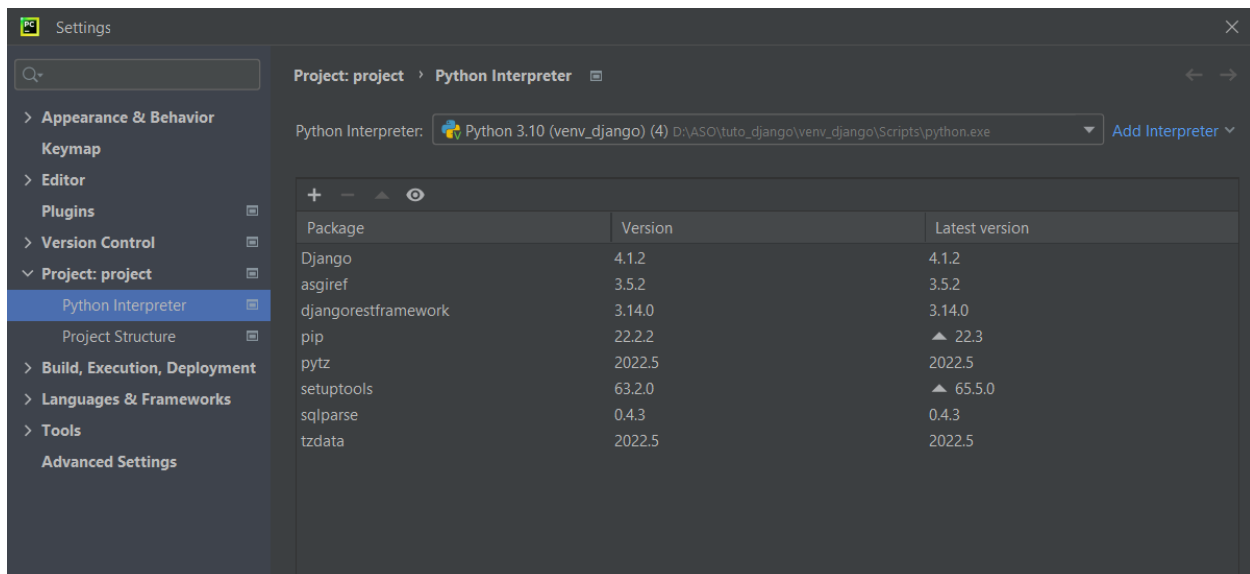 PC Settings
Project: project › Python Interpreter
Python Interpreter: Python 3.10 (venv_django) (4) D:\ASO\tuto_django\venv_django\Scripts\python.exe Add Interpreter
Appearance & Behavior
Keymap
Editor
Plugins
Version Control
Project: project
Python Interpreter
Project Structure
Build, Execution, Deployment
Languages & Frameworks
Tools
Advanced Settings
Package Version Latest version
Django 4.1.2 4.1.2
asgiref 3.5.2 3.5.2
djangorestframework 3.14.0 3.14.0
pip 22.2.2 22.3
pytz 2022.5 2022.5
setuptools 63.2.0 65.5.0
sqlparse 0.4.3 0.4.3
tzdata 2022.5 2022.5